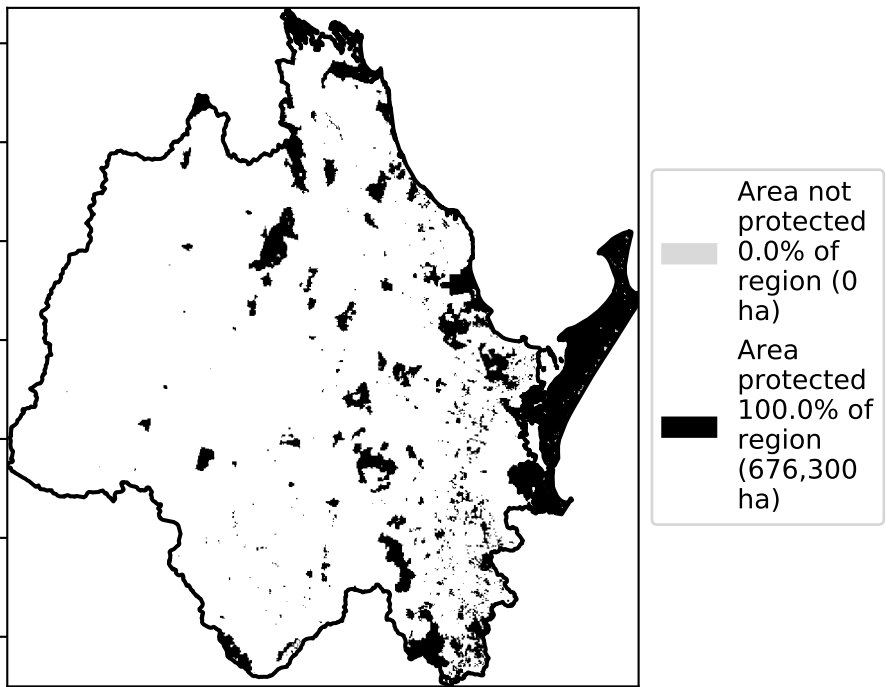 Area not
protected
0.0% of
region (0
ha)
Area
protected
100.0% of
region
(676,300
ha)